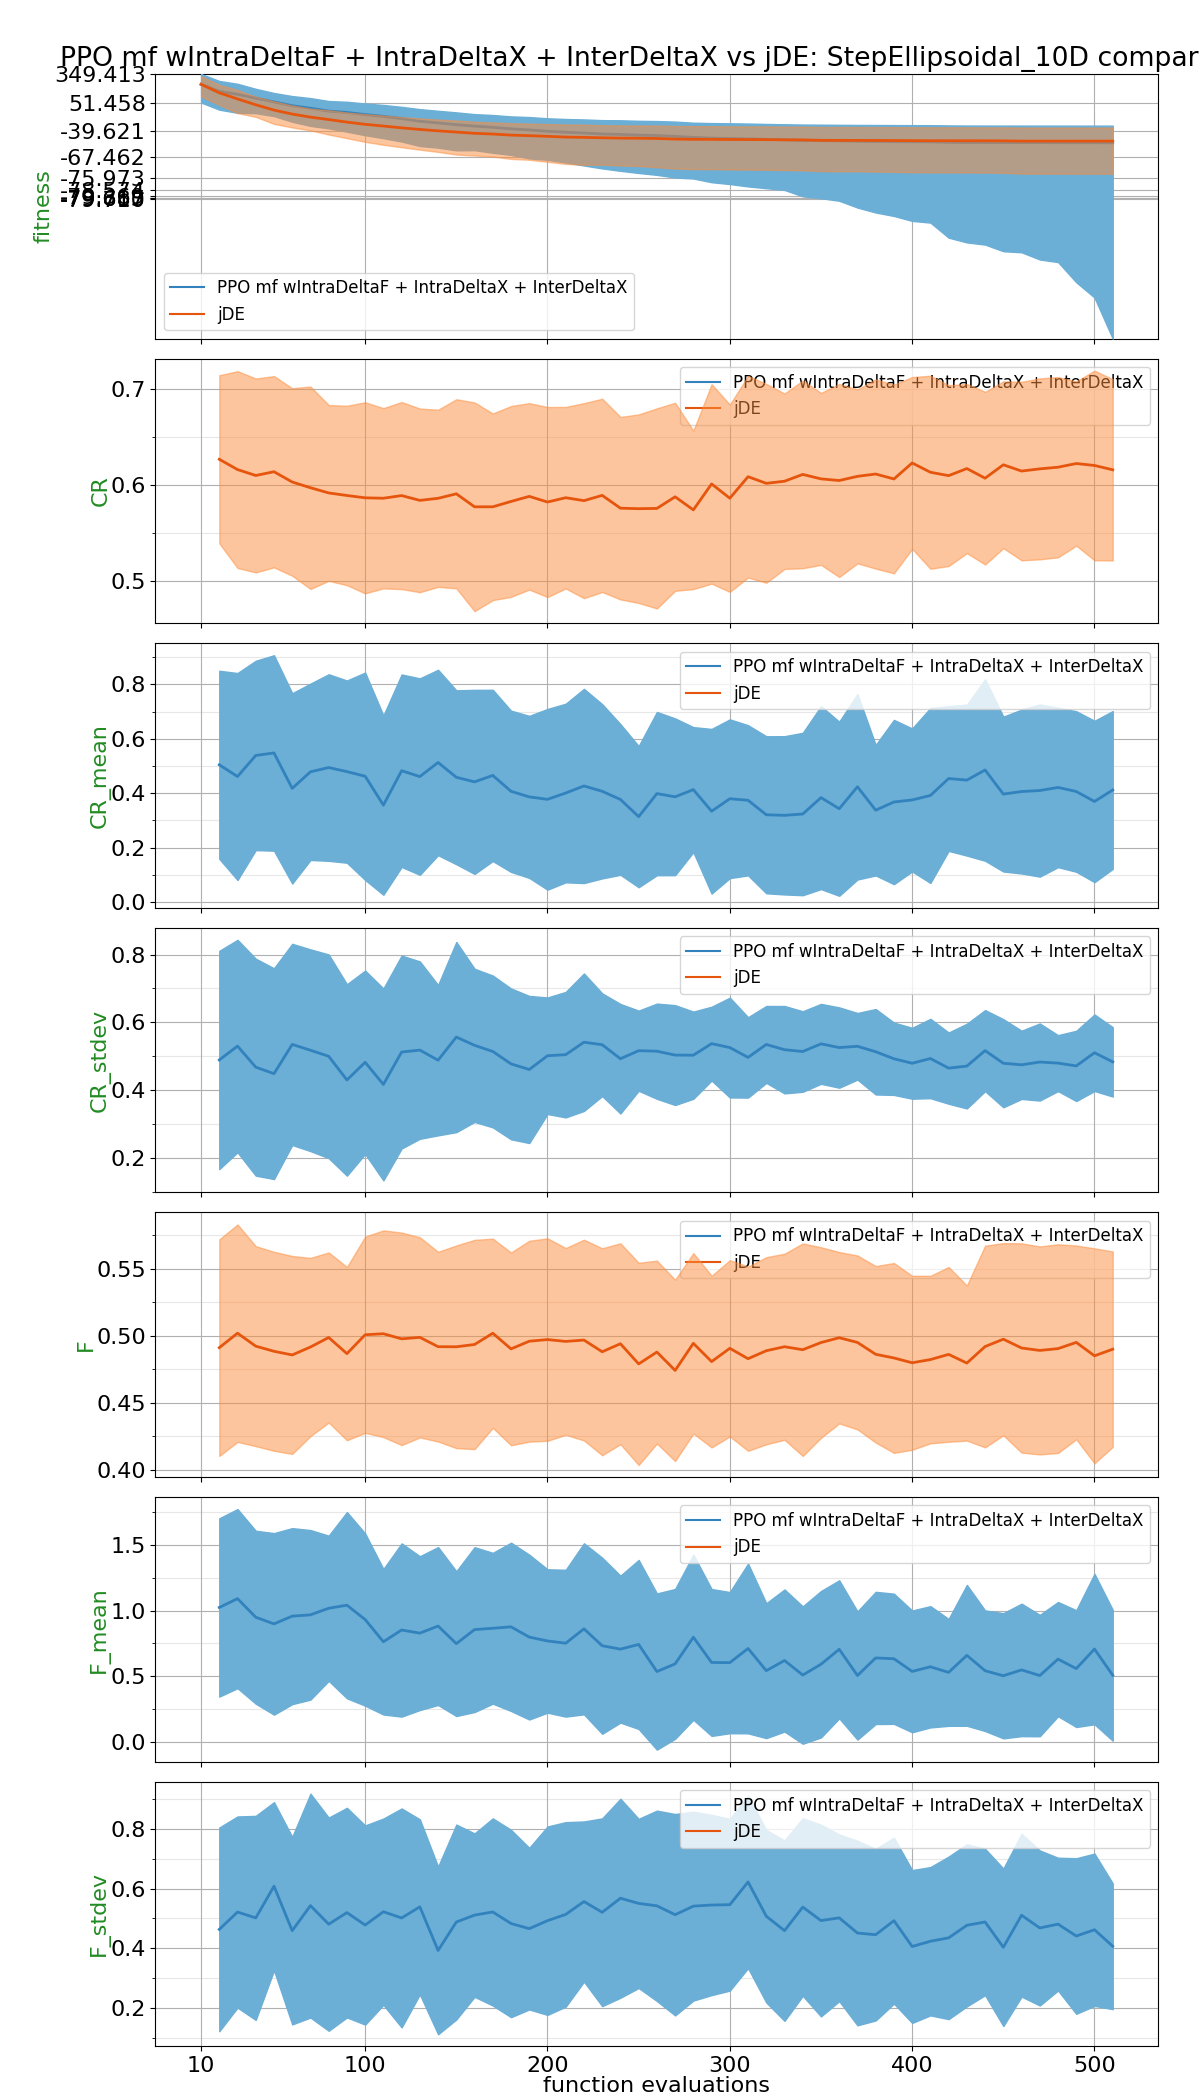 PPO mf wIntraDeltaF + IntraDeltaX + InterDeltaX vs jDE: StepEllipsoidal_10D compar
349.413
51.458
-39.621
-67.462
-75.973
fitness
PPO mf wIntraDeltaF + IntraDeltaX + InterDeltaX
jDE
0.7
0.6
0.5
CR
PPO mf wIntraDeltaF + IntraDeltaX + InterDeltaX
jDE
0.8
0.6
0.4
0.2
0.0
CR_mean
PPO mf wIntraDeltaF + IntraDeltaX + InterDeltaX
jDE
0.8
0.6
0.4
0.2
CR_stdev
PPO mf wIntraDeltaF + IntraDeltaX + InterDeltaX
jDE
0.55
0.50
0.45
0.40
F
PPO mf wIntraDeltaF + IntraDeltaX + InterDeltaX
jDE
1.5
1.0
0.5
0.0
F_mean
PPO mf wIntraDeltaF + IntraDeltaX + InterDeltaX
jDE
0.8
0.6
0.4
0.2
F_stdev
PPO mf wIntraDeltaF + IntraDeltaX + InterDeltaX
jDE
10 100 200 300 400 500
function evaluations